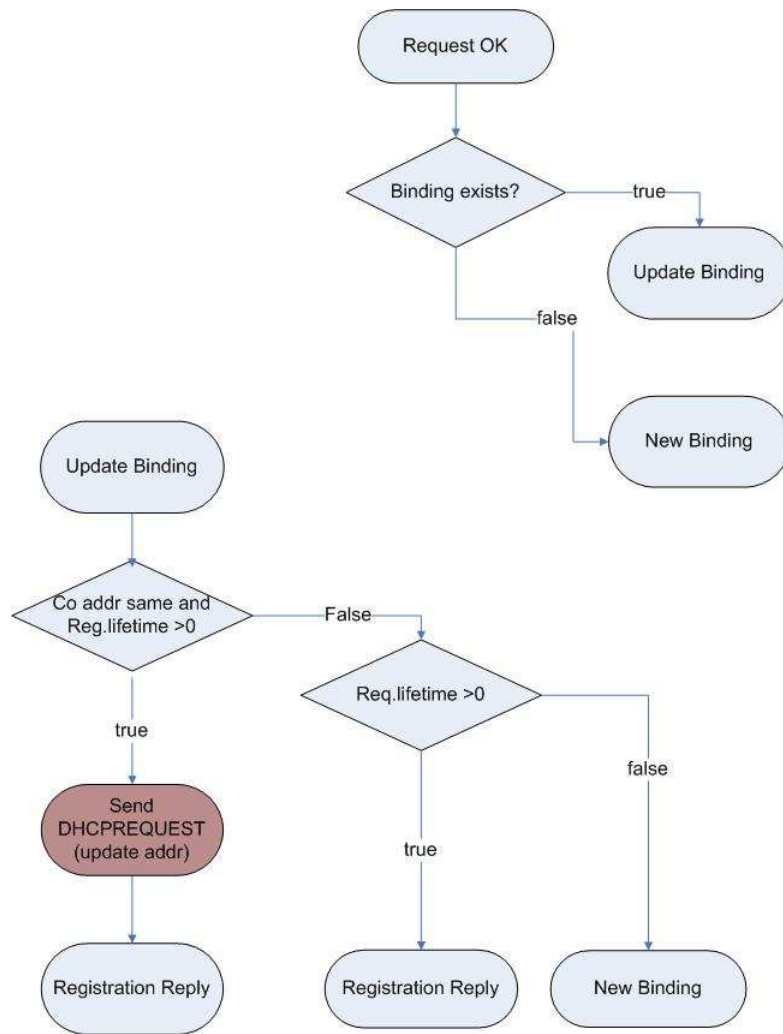 Request OK
Binding exists?
true
Update Binding
false
New Binding
Update Binding
Co addr same and
Reg.lifetime >0
False
Req.lifetime >0
true
false
Send
DHCPREQUEST
(update addr)
true
Registration Reply
Registration Reply
New Binding